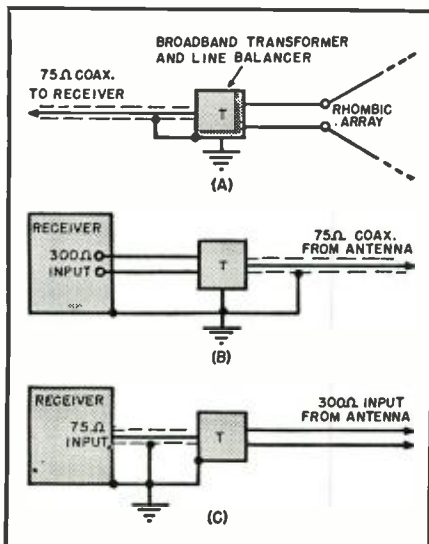 BROADBAND TRANSFORMER
AND LINE BALANCER
75Ω COAX.
TO RECEIVER
T
RHOMBIC
ARRAY
(A)
RECEIVER
300Ω
INPUT
T
75Ω COAX.
FROM ANTENNA
(B)
RECEIVER
75Ω
INPUT
T
300Ω INPUT
FROM ANTENNA
(C)